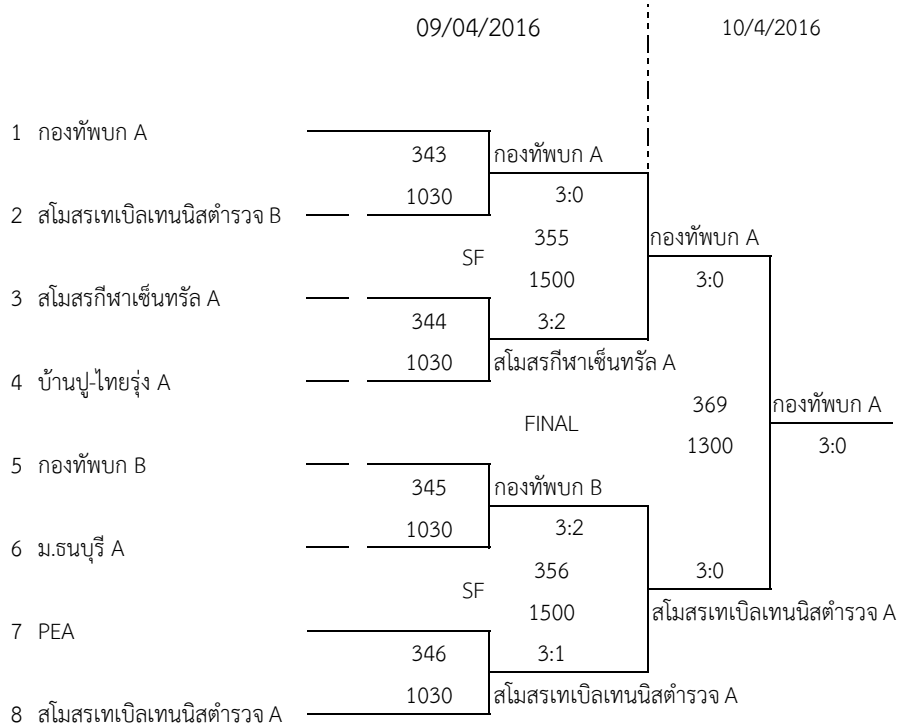 09/04/2016 10/4/2016
1 กองทัพบก A
343 กองทัพบก A
1030 3:0
2 สโมสรเทเบิลเทนนิสตำรวจ B
355 กองทัพบก A
SF
1500 3:0
3 สโมสรกีฬาเซ็นทรัล A
344 3:2
1030 สโมสรกีฬาเซ็นทรัล A
4 บ้านปู-ไทยรุ่ง A
369 กองทัพบก A
FINAL
1300 3:0
5 กองทัพบก B
345 กองทัพบก B
1030 3:2
6 ม.ธนบุรี A
356 3:0
SF
1500 สโมสรเทเบิลเทนนิสตำรวจ A
7 PEA
346 3:1
1030 สโมสรเทเบิลเทนนิสตำรวจ A
8 สโมสรเทเบิลเทนนิสตำรวจ A